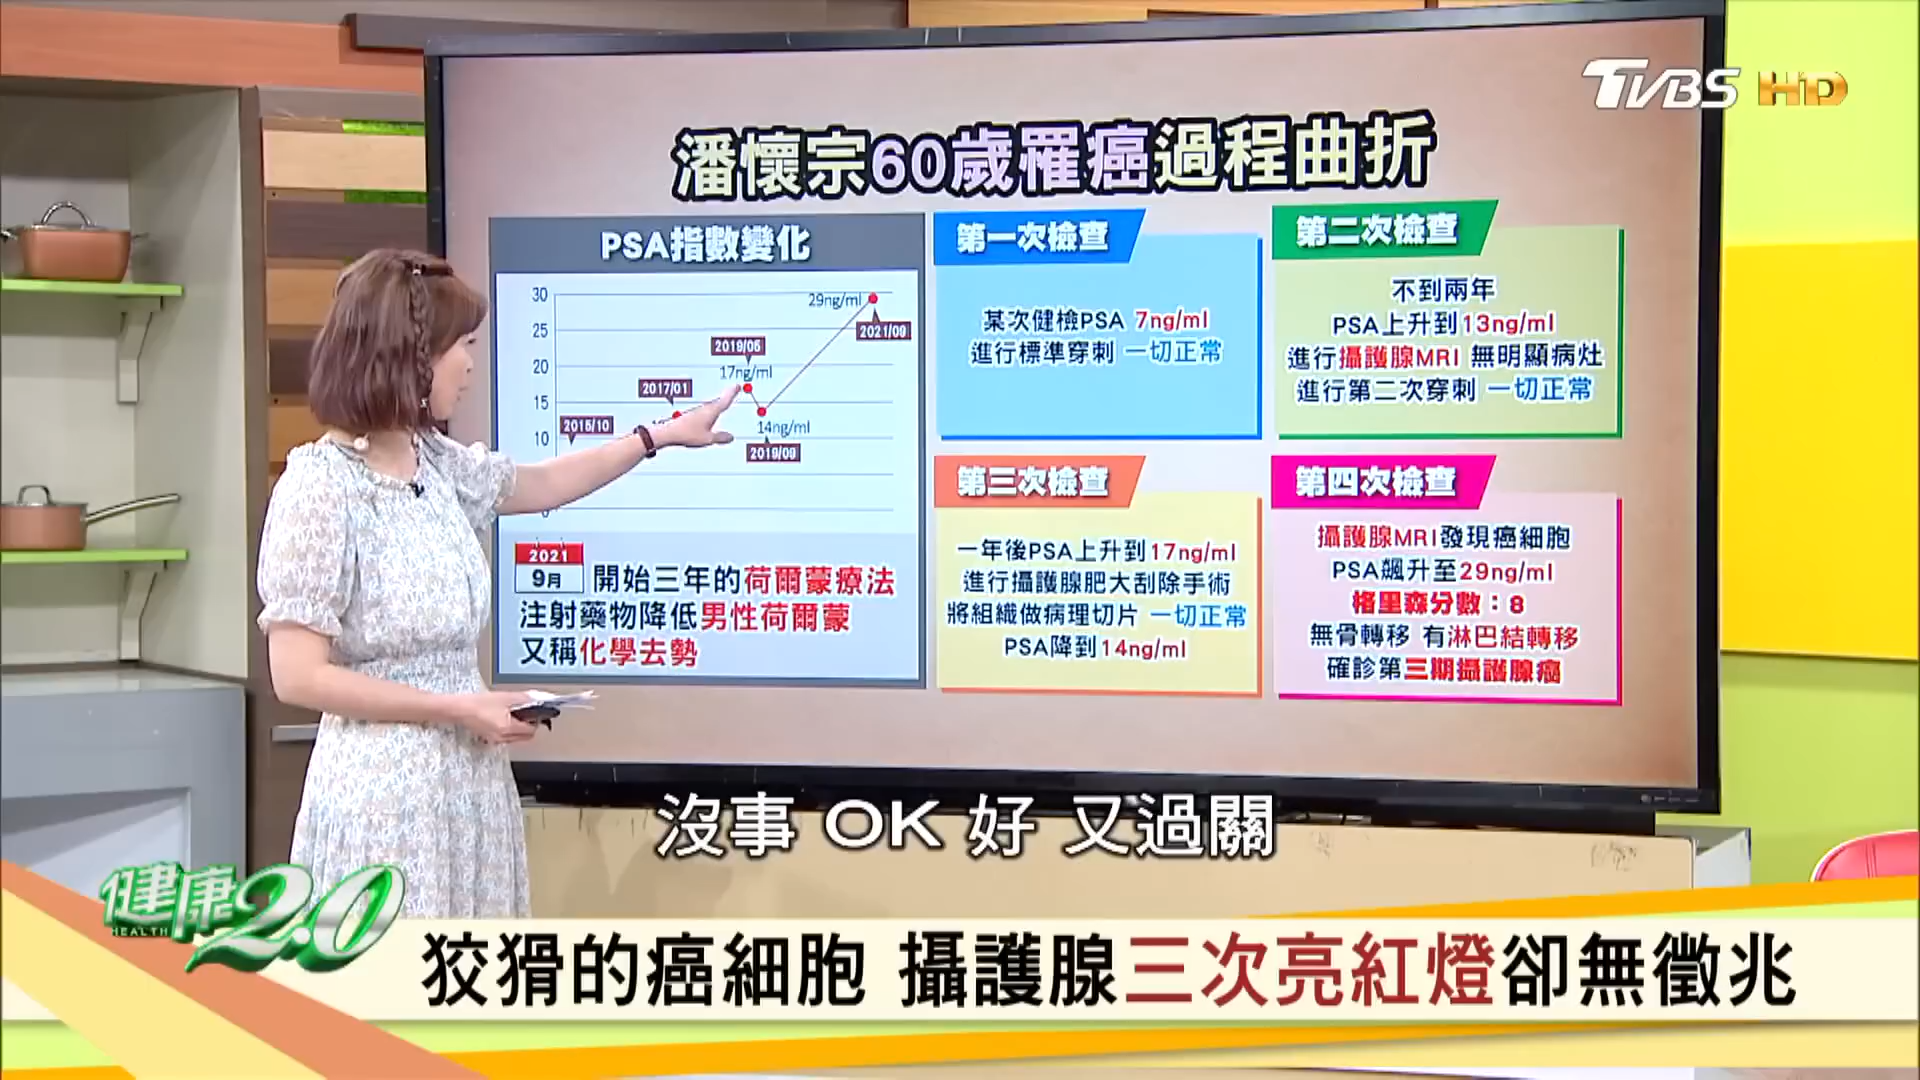 TVBS HD
潘懷宗60歲罹癌過程曲折
PSA指數變化
30
25
20
15
10
29ng/ml
2021/09
2019/05
17ng/ml
2017/01
2015/10
14ng/ml
2019/09
2021
9月
開始三年的荷爾蒙療法
注射藥物降低男性荷爾蒙
又稱化學去勢
第一次檢查
某次健檢PSA 7ng/ml
進行標準穿刺 一切正常
第二次檢查
不到兩年
PSA上升到13ng/ml
進行攝護腺MRI 無明顯病灶
進行第二次穿刺 一切正常
第三次檢查
一年後PSA上升到17ng/ml
進行攝護腺肥大刮除手術
將組織做病理切片 一切正常
PSA降到14ng/ml
第四次檢查
攝護腺MRI發現癌細胞
PSA飆升至29ng/ml
格里森分數：8
無骨轉移 有淋巴結轉移
確診第三期攝護腺癌
沒事 OK 好 又過關
健康2.0
HEALTH
狡猾的癌細胞 攝護腺三次亮紅燈卻無徵兆